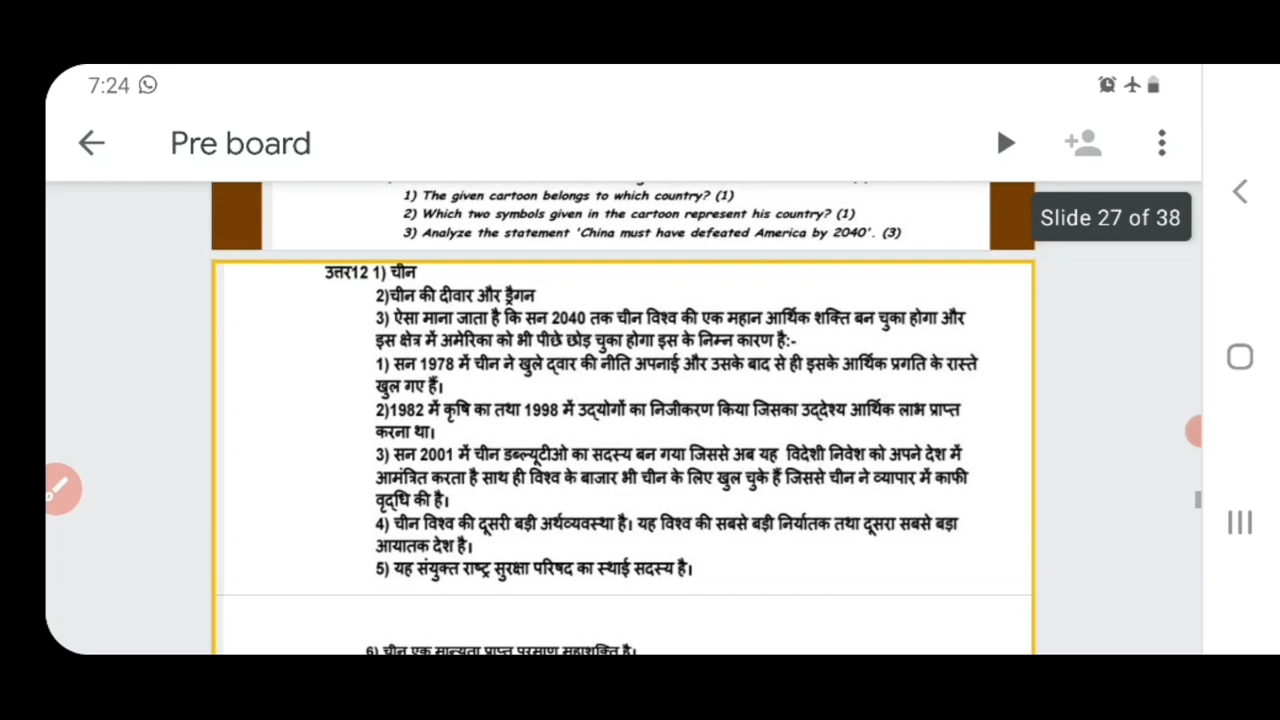 7:24
Pre board
Slide 27 of 38
1) The given cartoon belongs to which country? (1)
2) Which two symbols given in the cartoon represent his country? (1)
3) Analyze the statement 'China must have defeated America by 2040'. (3)
उत्तर12 1) चीन
2)चीन की दीवार और ड्रैगन
3) ऐसा माना जाता है कि सन 2040 तक चीन विश्व की एक महान आर्थिक शक्ति बन चुका होगा और
इस क्षेत्र में अमेरिका को भी पीछे छोड़ चुका होगा इस के निम्न कारण है:-
1) सन 1978 में चीन ने खुले द्वार की नीति अपनाई और उसके बाद से ही इसके आर्थिक प्रगति के रास्ते
खुल गए हैं।
2)1982 में कृषि का तथा 1998 में उद्योगों का निजीकरण किया जिसका उद्देश्य आर्थिक लाभ प्राप्त
करना था।
3) सन 2001 में चीन डब्ल्यूटीओ का सदस्य बन गया जिससे अब यह विदेशी निवेश को अपने देश में
आमंत्रित करता है साथ ही विश्व के बाजार भी चीन के लिए खुल चुके हैं जिससे चीन ने व्यापार में काफी
वृद्धि की है।
4) चीन विश्व की दूसरी बड़ी अर्थव्यवस्था है। यह विश्व की सबसे बड़ी निर्यातक तथा दूसरा सबसे बड़ा
आयातक देश है।
5) यह संयुक्त राष्ट्र सुरक्षा परिषद का स्थाई सदस्य है।
6) चीन एक मान्यता प्राप्त परमाणु महाशक्ति है।